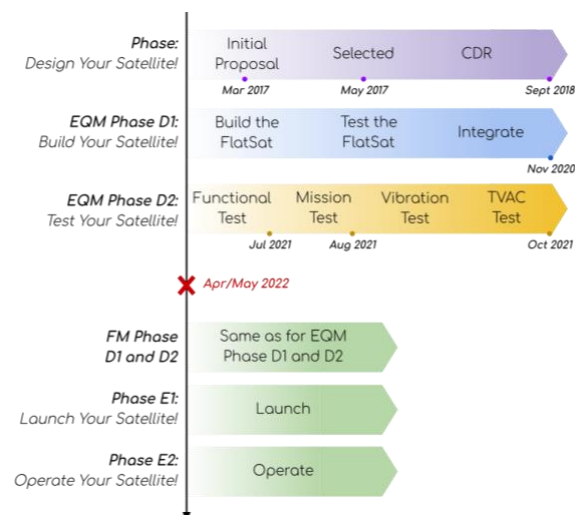 Phase:
Design Your Satellite!
Initial
Proposal
Selected
CDR
Mar 2017
May 2017
Sept 2018
EQM Phase D1:
Build Your Satellite!
Build the
FlatSat
Test the
FlatSat
Integrate
Nov 2020
EQM Phase D2:
Test Your Satellite!
Functional
Test
Mission
Test
Vibration
Test
TVAC
Test
Jul 2021
Aug 2021
Oct 2021
Apr/May 2022
FM Phase
D1 and D2
Same as for EQM
Phase D1 and D2
Phase E1:
Launch Your Satellite!
Launch
Phase E2:
Operate Your Satellite!
Operate